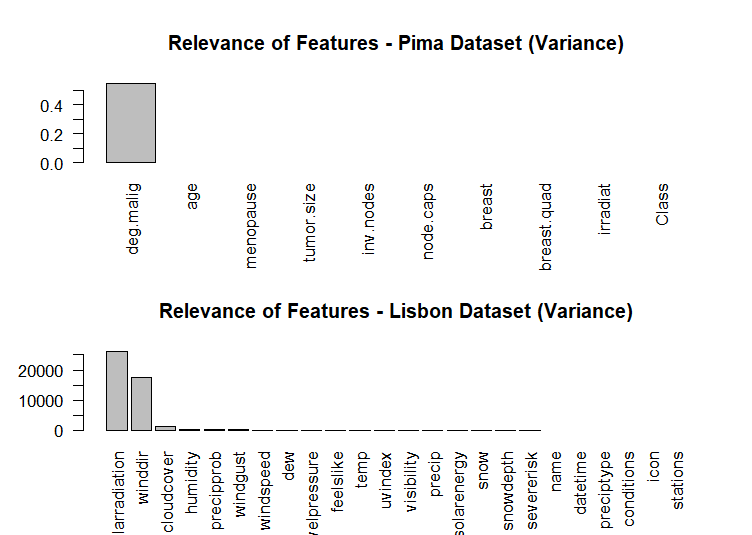 Relevance of Features - Pima Dataset (Variance)
0.4
0.2
0.0
deg.malig
age
menopause
tumor.size
inv.nodes
node.caps
breast
breast.quad
irradiat
Class
Relevance of Features - Lisbon Dataset (Variance)
20000
10000
0
larradiation
winddir
cloudcover
humidity
precipprob
windgust
windspeed
dew
velpressure
feelslike
temp
uvindex
visibility
precip
solarenergy
snow
snowdepth
severerisk
name
datetime
preciptype
conditions
icon
stations